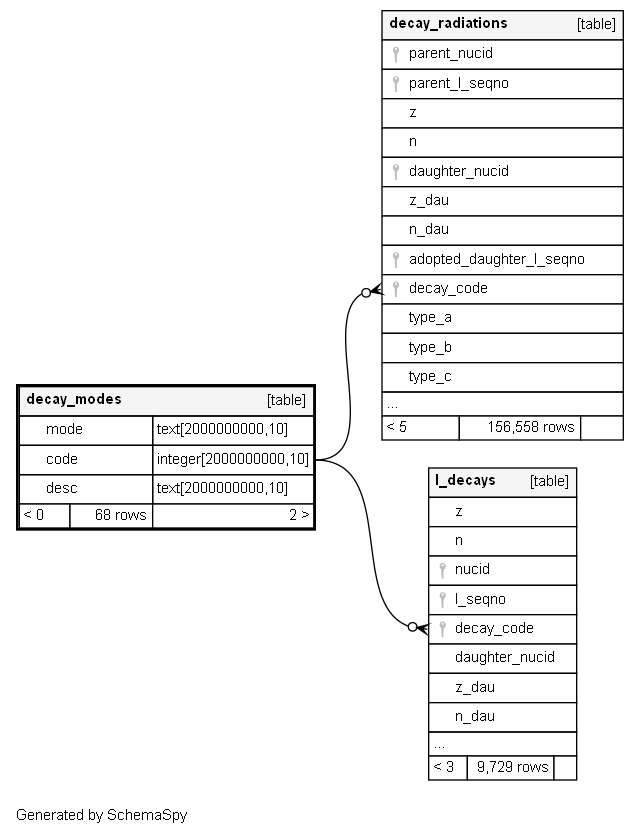 decay_radiations [table]
parent_nucid
parent_l_seqno
z
n
daughter_nucid
z_dau
n_dau
adopted_daughter_l_seqno
decay_code
type_a
type_b
type_c
...
< 5 156,558 rows
decay_modes [table]
mode text[2000000000,10]
code integer[2000000000,10]
desc text[2000000000,10]
< 0 68 rows 2 >
l_decays [table]
z
n
nucid
l_seqno
decay_code
daughter_nucid
z_dau
n_dau
...
< 3 9,729 rows
Generated by SchemaSpy